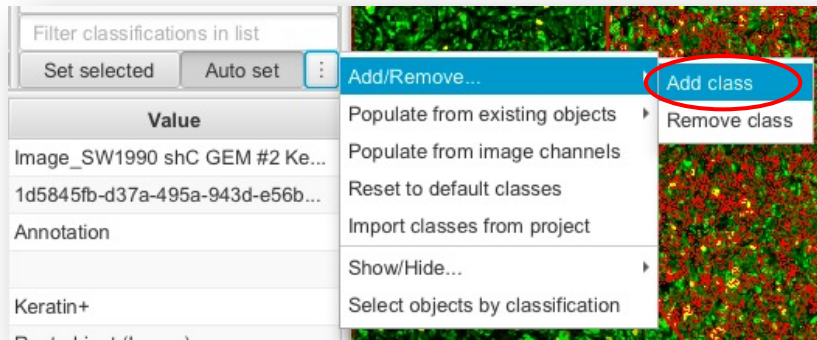 Filter classifications in list
Set selected
Auto set
Add/Remove...
Add class
Value
Populate from existing objects
Remove class
Image_SW1990 shC GEM #2 Ke...
Populate from image channels
1d5845fb-d37a-495a-943d-e56b...
Reset to default classes
Annotation
Import classes from project
Show/Hide...
Keratin+
Select objects by classification